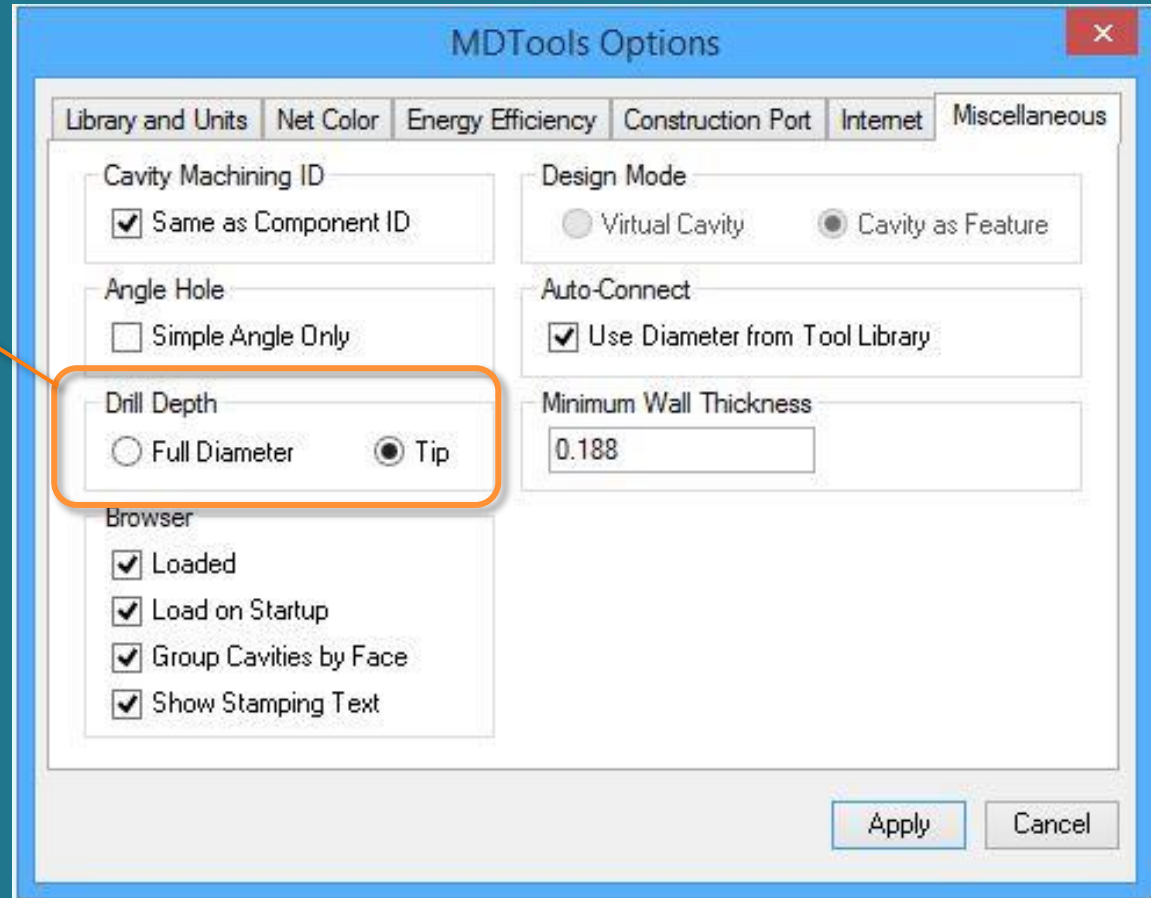 MDTools Options
Library and Units
Net Color
Energy Efficiency
Construction Port
Internet
Miscellaneous
Cavity Machining ID
Same as Component ID
Design Mode
Virtual Cavity
Cavity as Feature
Angle Hole
Simple Angle Only
Auto-Connect
Use Diameter from Tool Library
Drill Depth
Full Diameter
Tip
Minimum Wall Thickness
0.188
Browser
Loaded
Load on Startup
Group Cavities by Face
Show Stamping Text
Apply
Cancel